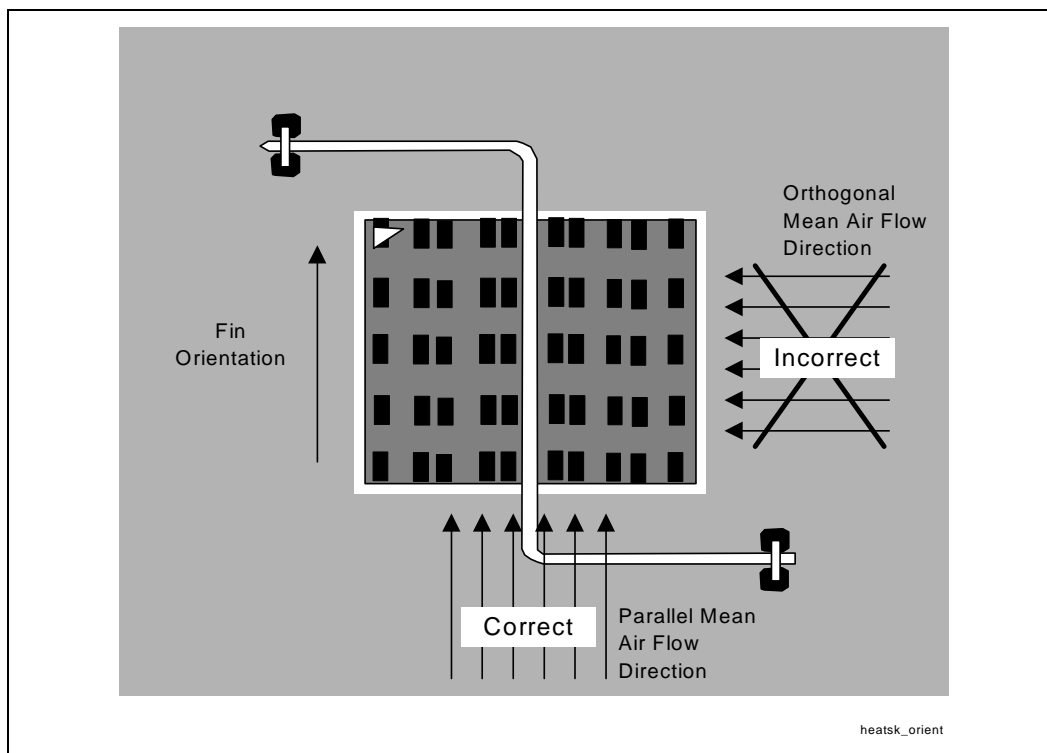 Orthogonal
Mean Air Flow
Direction
Fin
Orientation
Incorrect
Correct
Parallel Mean
Air Flow
Direction
heatsk_orient